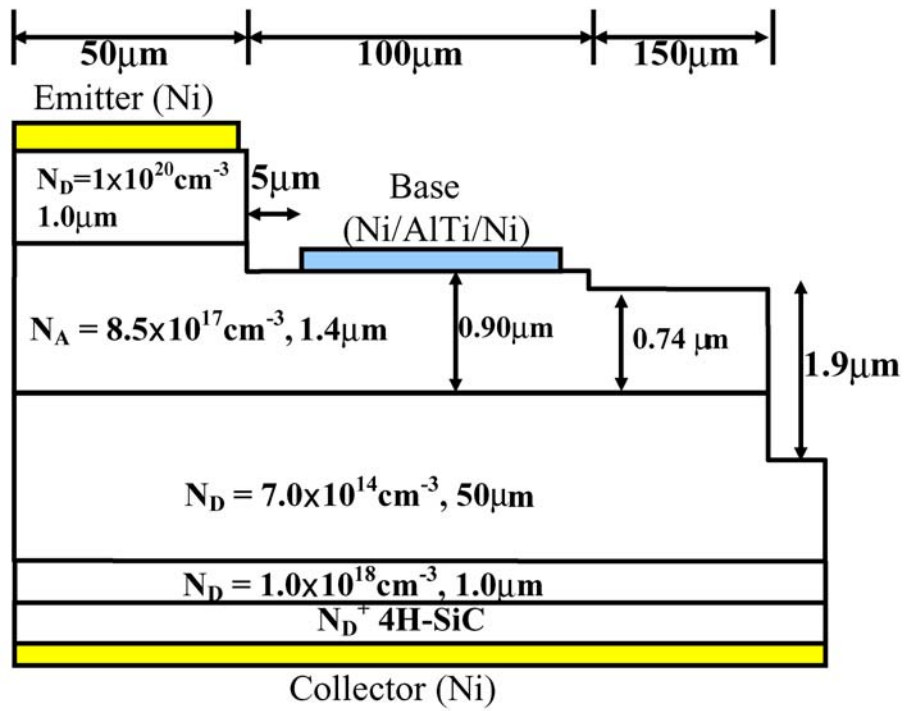 50μm 100μm 150μm
Emitter (Ni)
N_D=1x10^20cm^-3
1.0μm
5μm
Base
(Ni/AlTi/Ni)
N_A = 8.5x10^17cm^-3, 1.4μm
0.90μm
0.74 μm
1.9μm
N_D = 7.0x10^14cm^-3, 50μm
N_D = 1.0x10^18cm^-3, 1.0μm
N_D^+ 4H-SiC
Collector (Ni)